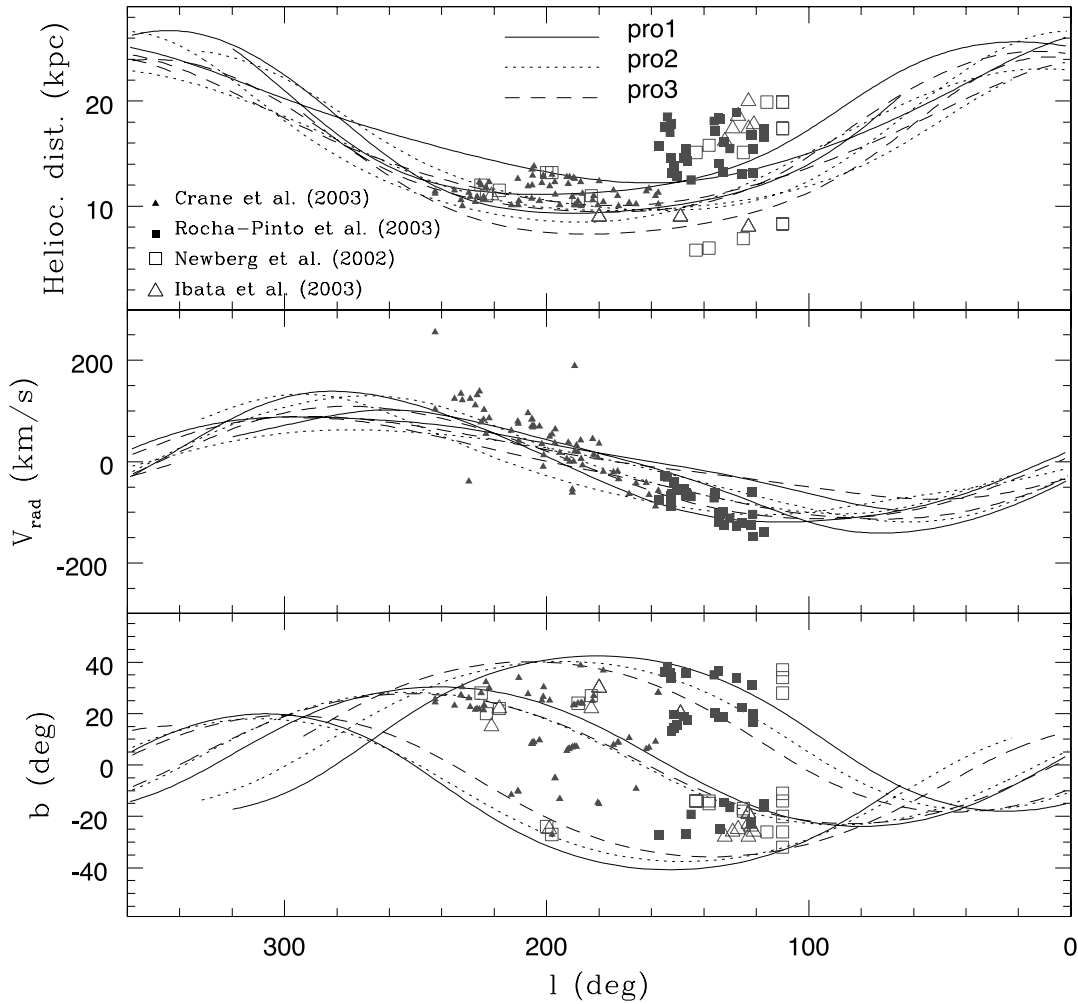 Helioc. dist. (kpc)
20
10
pro1
pro2
pro3
Crane et al. (2003)
Rocha-Pinto et al. (2003)
Newberg et al. (2002)
Ibata et al. (2003)
V_rad (km/s)
200
0
-200
b (deg)
40
20
0
-20
-40
300
200
100
0
l (deg)